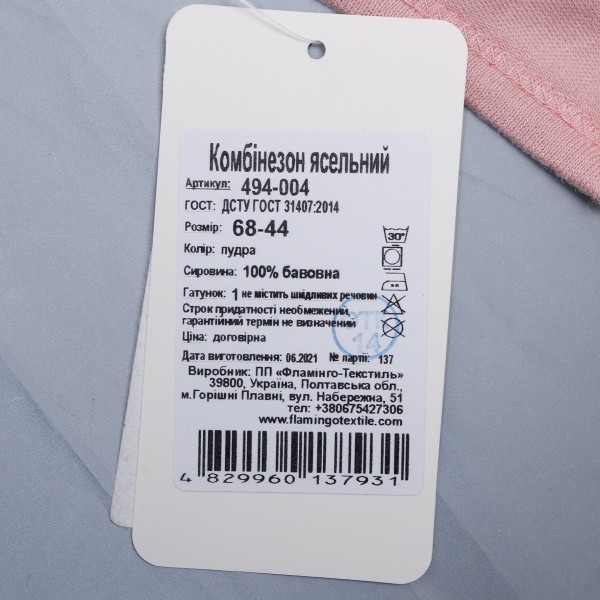 Комбінезон ясельний
Артикул: 494-004
ГОСТ: ДСТУ ГОСТ 31407:2014
Розмір: 68-44
Колір: пудра
30°
Сировина: 100% бавовна
Гатунок: 1 не містить шкідливих речовин
Строк придатності необмежений,
гарантійний термін не визначений
Ціна: договірна
ОТК
14
Дата виготовлення: 06.2021 № партії: 137
Виробник: ПП «Фламінго-Текстиль»
39800, Україна, Полтавська обл.,
м.Горішні Плавні, вул. Набережна, 51
тел: +380675427306
www.flamingotextile.com
4 829960 137931